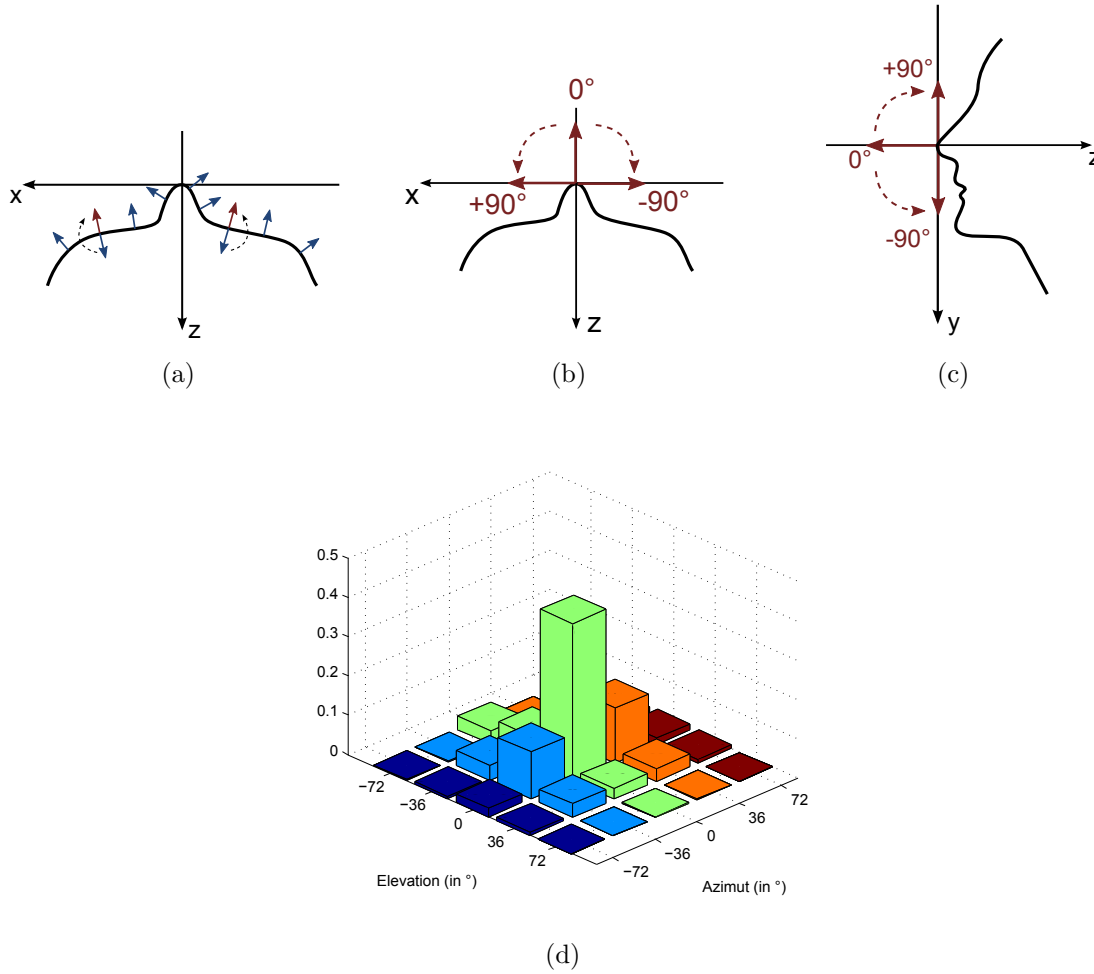 x
z
(a)
0°
x
+90°
-90°
z
(b)
+90°
0°
z
-90°
y
(c)
0.5
0.4
0.3
0.2
0.1
0
−72
−36
0
36
72
72
36
0
−36
−72
Elevation (in °)
Azimut (in °)
(d)